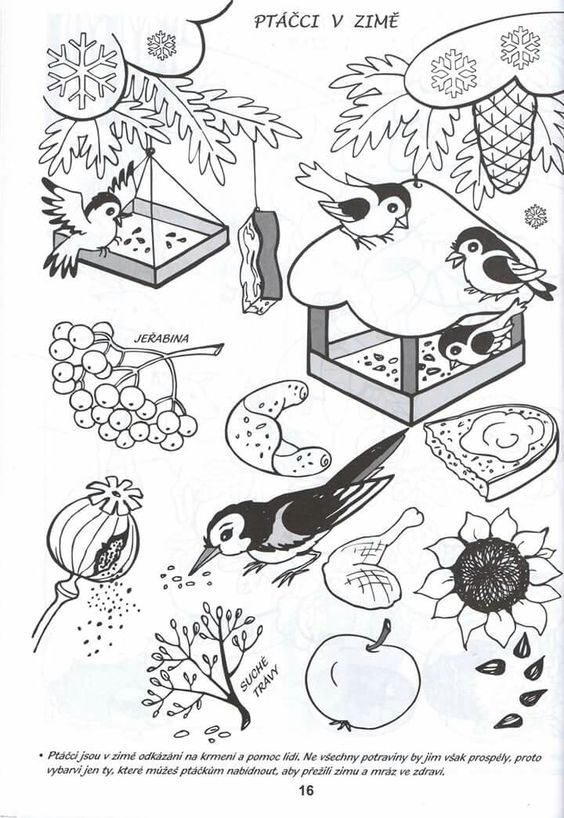 PTÁČCI V ZIMĚ
JEŘABINA
SUCHÉ
TRÁVY
• Ptáčci jsou v zimě odkázáni na krmení a pomoc lidí. Ne všechny potraviny by jim však prospěly, proto
vybarvi jen ty, které můžeš ptáčkům nabídnout, aby přežili zimu a mráz ve zdraví.
16